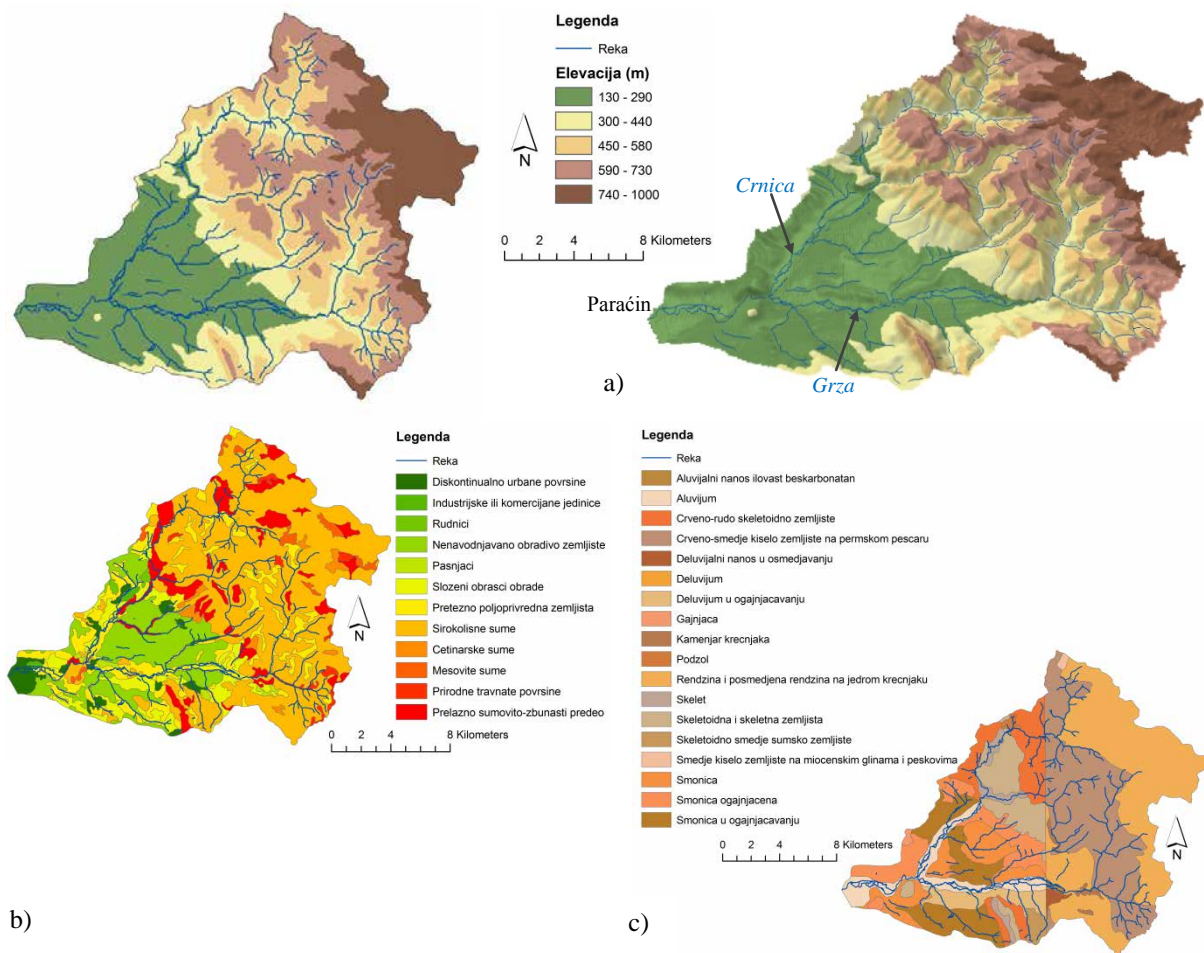 Legenda
Reka
Elevacija (m)
130 - 290
300 - 440
450 - 580
590 - 730
740 - 1000
N
0 2 4 8 Kilometers
Crnica
Paraćin
Grza
a)
Legenda
Reka
Diskontinualno urbane povrsine
Industrijske ili komercijane jedinice
Rudnici
Nenavodnjavano obradivo zemljiste
Pasnjaci
Slozeni obrasci obrade
Pretezno poljoprivredna zemljista
Sirokolisne sume
Cetinarske sume
Mesovite sume
Prirodne travnate površine
Prelazno sumovito-zbunasti predeo
N
0 2 4 8 Kilometers
b)
Legenda
Reka
Aluvijalni nanos ilovast beskarbonatan
Aluvijum
Crveno-rudo skeletoidno zemljiste
Crveno-smedje kiselo zemljiste na permskom pescaru
Deluvijalni nanos u osmedjavanju
Deluvijum
Deluvijum u ogajnjacavanju
Gajnjaca
Kamenjar krecnjaka
Podzol
Rendzina i posmedjena rendzina na jedrom krecnjaku
Skelet
Skeletoidna i skeletna zemljista
Skeletoidno smedje sumsko zemljiste
Smedje kiselo zemljiste na miocenskim glinama i peskovima
Smonica
Smonica ogajnjacena
Smonica u ogajnjacavanju
0 2 4 8 Kilometers
N
c)